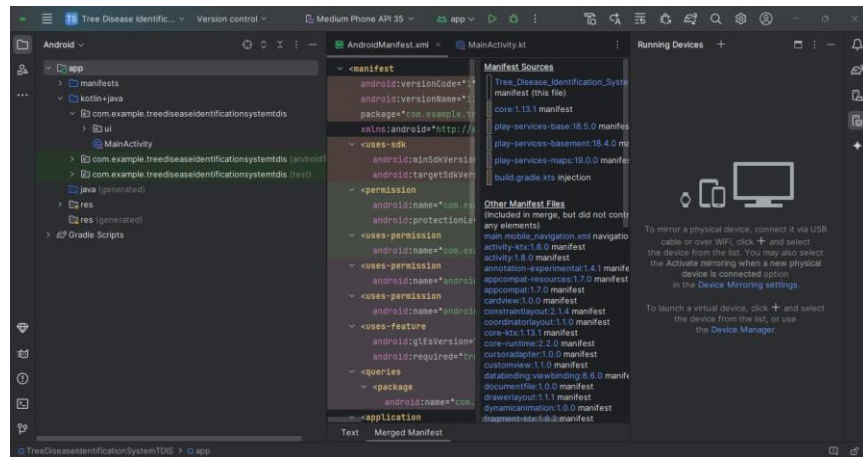 TS Tree Disease Identific... Version control Medium Phone API 35 app
Android
app
manifests
kotlin+java
com.example.treediseaseidentificationsystemtdis
ui
MainActivity
com.example.treediseaseidentificationsystemtdis (androidT
com.example.treediseaseidentificationsystemtdis (test)
java (generated)
res
res (generated)
Gradle Scripts
AndroidManifest.xml MainActivity.kt
<manifest
android:versionCode="1"
android:versionName="1.
package="com.example.tr
xmlns:android="http://s
<uses-sdk
android:minSdkVersio
android:targetSdkVer
<permission
android:name="com.ex
android:protectionLe
<uses-permission
android:name="com.ex
<uses-permission
android:name="androi
<uses-permission
android:name="androi
<uses-feature
android:glEsVersion="
android:required="tru
<queries
<package
android:name="com.
<application
Text Merged Manifest
Manifest Sources
Tree_Disease_Identification_Syste
manifest (this file)
core:1.13.1 manifest
play-services-base:18.5.0 manifes
play-services-basement:18.4.0 ma
play-services-maps:19.0.0 manifes
build.gradle.kts injection
Other Manifest Files
(Included in merge, but did not contr
any elements)
main mobile_navigation.xml navigatio
activity-ktx:1.8.0 manifest
activity:1.8.0 manifest
annotation-experimental:1.4.1 manife
appcompat-resources:1.7.0 manifest
appcompat:1.7.0 manifest
cardview:1.0.0 manifest
constraintlayout:2.1.4 manifest
coordinatorlayout:1.1.0 manifest
core-ktx:1.13.1 manifest
core-runtime:2.2.0 manifest
cursoradapter:1.0.0 manifest
customview:1.1.0 manifest
databinding:viewbinding:8.6.0 manife
documentfile:1.0.0 manifest
drawerlayout:1.1.1 manifest
dynamicanimation:1.0.0 manifest
fragment-ktx:1.6.2 manifest
Running Devices
To mirror a physical device, connect it via USB
cable or over WiFi, click + and select
the device from the list. You may also select
the Activate mirroring when a new physical
device is connected option
in the Device Mirroring settings.
To launch a virtual device, click + and select
the device from the list, or use
the Device Manager.
TreeDiseaseIdentificationSystemTDIS > app